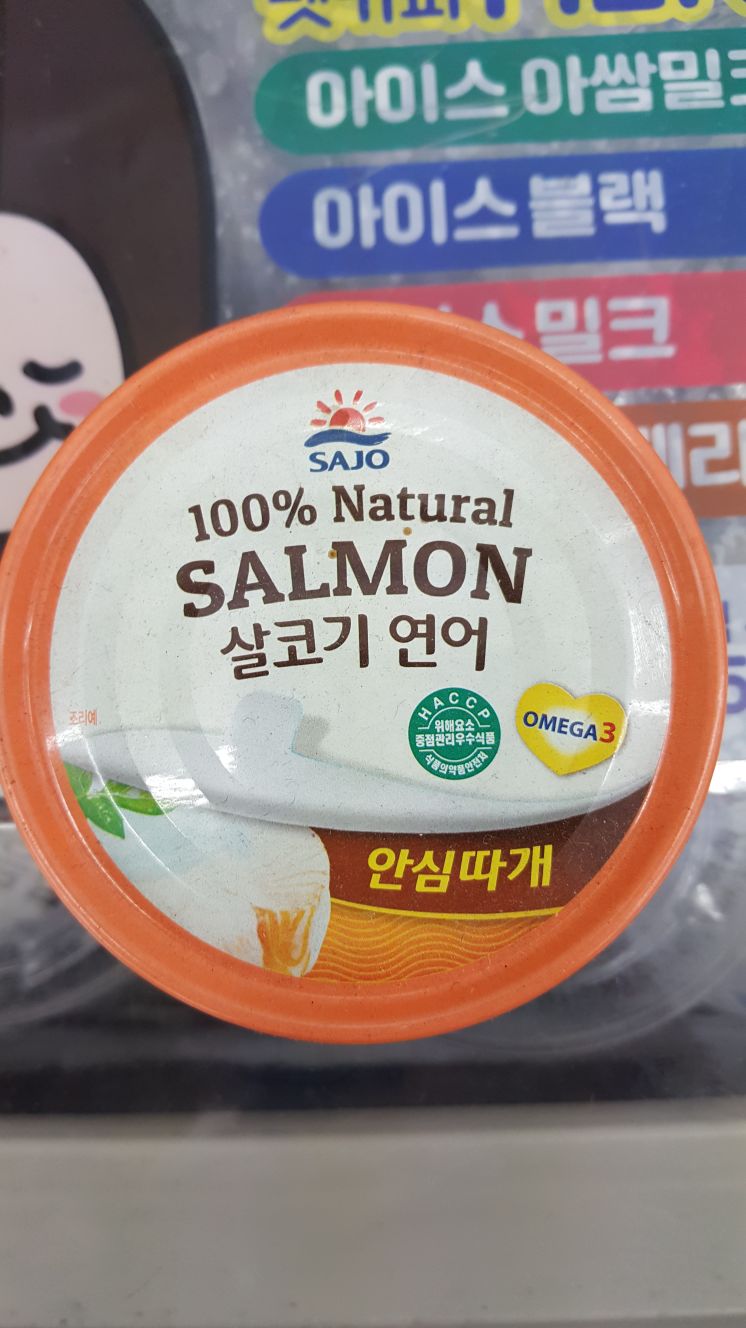 아이스 아쌈밀크
아이스 블랙
밀크
SAJO
100% Natural
SALMON
살코기 연어
조리예
HACCP
위해요소
중점관리우수식품
식품의약품안전처
OMEGA3
안심따개